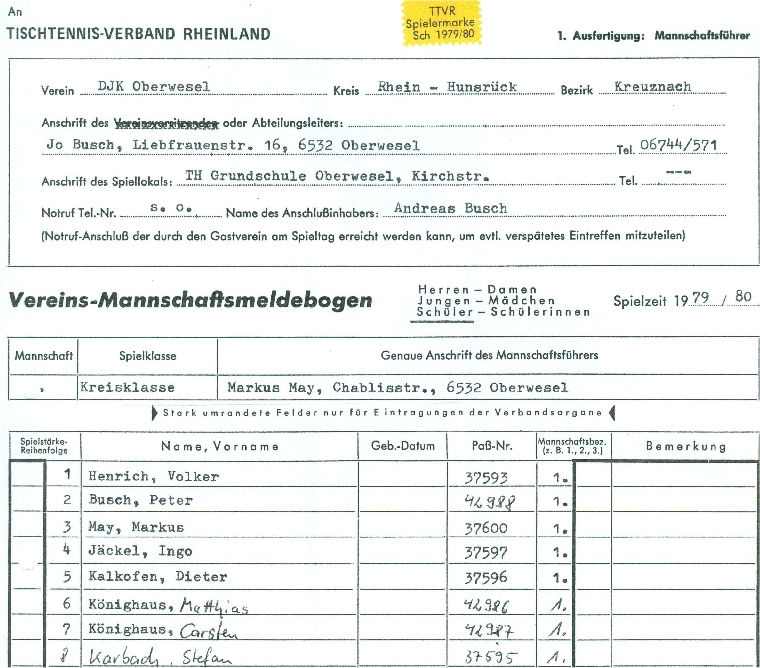 An
TISCHTENNIS-VERBAND RHEINLAND
TTVR
Spielermarke
Sch 1979/80
1. Ausfertigung: Mannschaftsführer
Verein DJK Oberwesel Kreis Rhein - Hunsrück Bezirk Kreuznach
Anschrift des Vereinsvorsitzenden oder Abteilungsleiters:
Jo Busch, Liebfrauenstr. 16, 6532 Oberwesel Tel. 06744/571
Anschrift des Spiellokals: TH Grundschule Oberwesel, Kirchstr. Tel. ---
Notruf Tel.-Nr. s. o. Name des Anschlußinhabers: Andreas Busch
(Notruf-Anschluß der durch den Gastverein am Spieltag erreicht werden kann, um evtl. verspätetes Eintreffen mitzuteilen)
Vereins-Mannschaftsmeldebogen
Herren – Damen
Jungen – Mädchen
Schüler – Schülerinnen
Spielzeit 1979 / 80
Mannschaft Spielklasse Genaue Anschrift des Mannschaftsführers
Kreisklasse Markus May, Chablisstr., 6532 Oberwesel
Stark umrandete Felder nur für Eintragungen der Verbandsorgane
Spielstärke-Reihenfolge Name, Vorname Geb.-Datum Paß-Nr. Mannschaftsbez. (z. B. 1., 2., 3.) Bemerkung
1 Henrich, Volker 37593 1.
2 Busch, Peter 42988 1.
3 May, Markus 37600 1.
4 Jäckel, Ingo 37597 1.
5 Kalkofen, Dieter 37596 1.
6 Könighaus, Matthias 42986 1.
7 Könighaus, Carsten 42987 1.
8 Karbach, Stefan 37595 1.